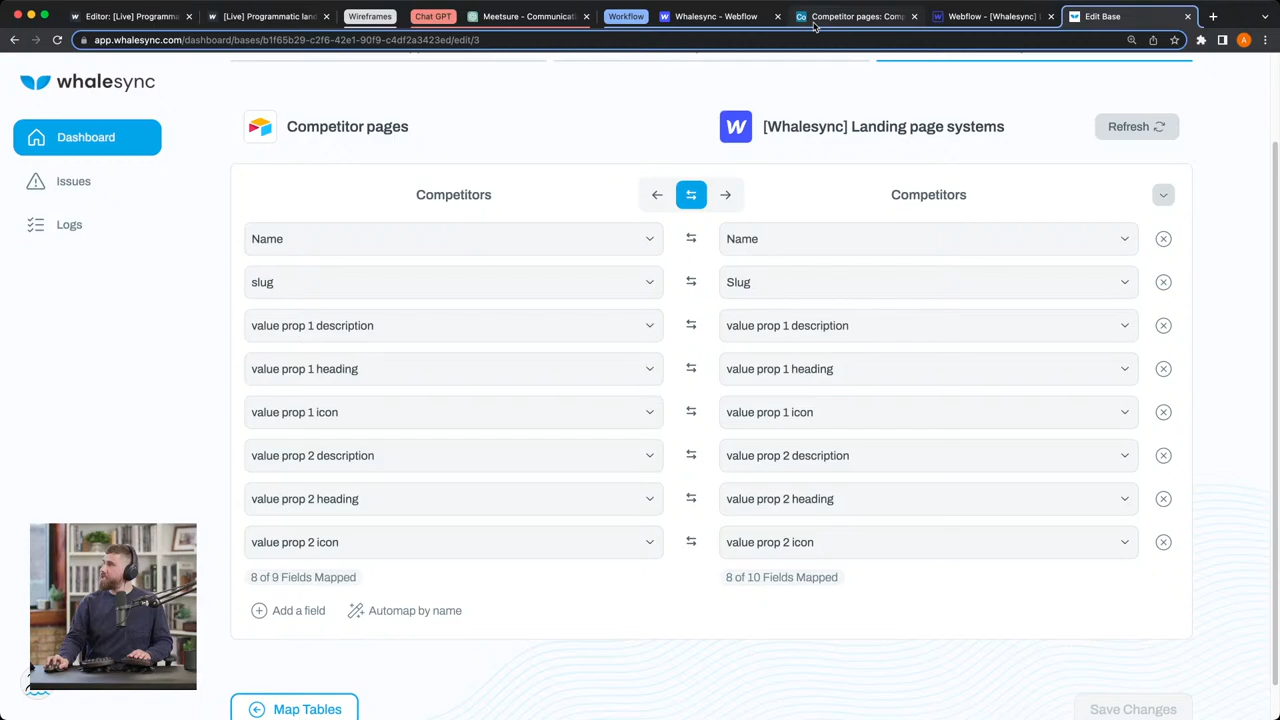 Editor: [Live] Programma
[Live] Programmatic lan
Wireframes
Chat GPT
Meetsure - Communicati
Workflow
Whalesync - Webflow
Competitor pages: Comp
Webflow - [Whalesync]
Edit Base
app.whalesync.com/dashboard/bases/b1f65b29-c2f6-42e1-90f9-c4df2a3423ed/edit/3
whalesync
Dashboard
Issues
Logs
Competitor pages
[Whalesync] Landing page systems
Refresh
Competitors
Competitors
Name
Name
slug
Slug
value prop 1 description
value prop 1 description
value prop 1 heading
value prop 1 heading
value prop 1 icon
value prop 1 icon
value prop 2 description
value prop 2 description
value prop 2 heading
value prop 2 heading
value prop 2 icon
value prop 2 icon
8 of 9 Fields Mapped
8 of 10 Fields Mapped
Add a field
Automap by name
Map Tables
Save Changes